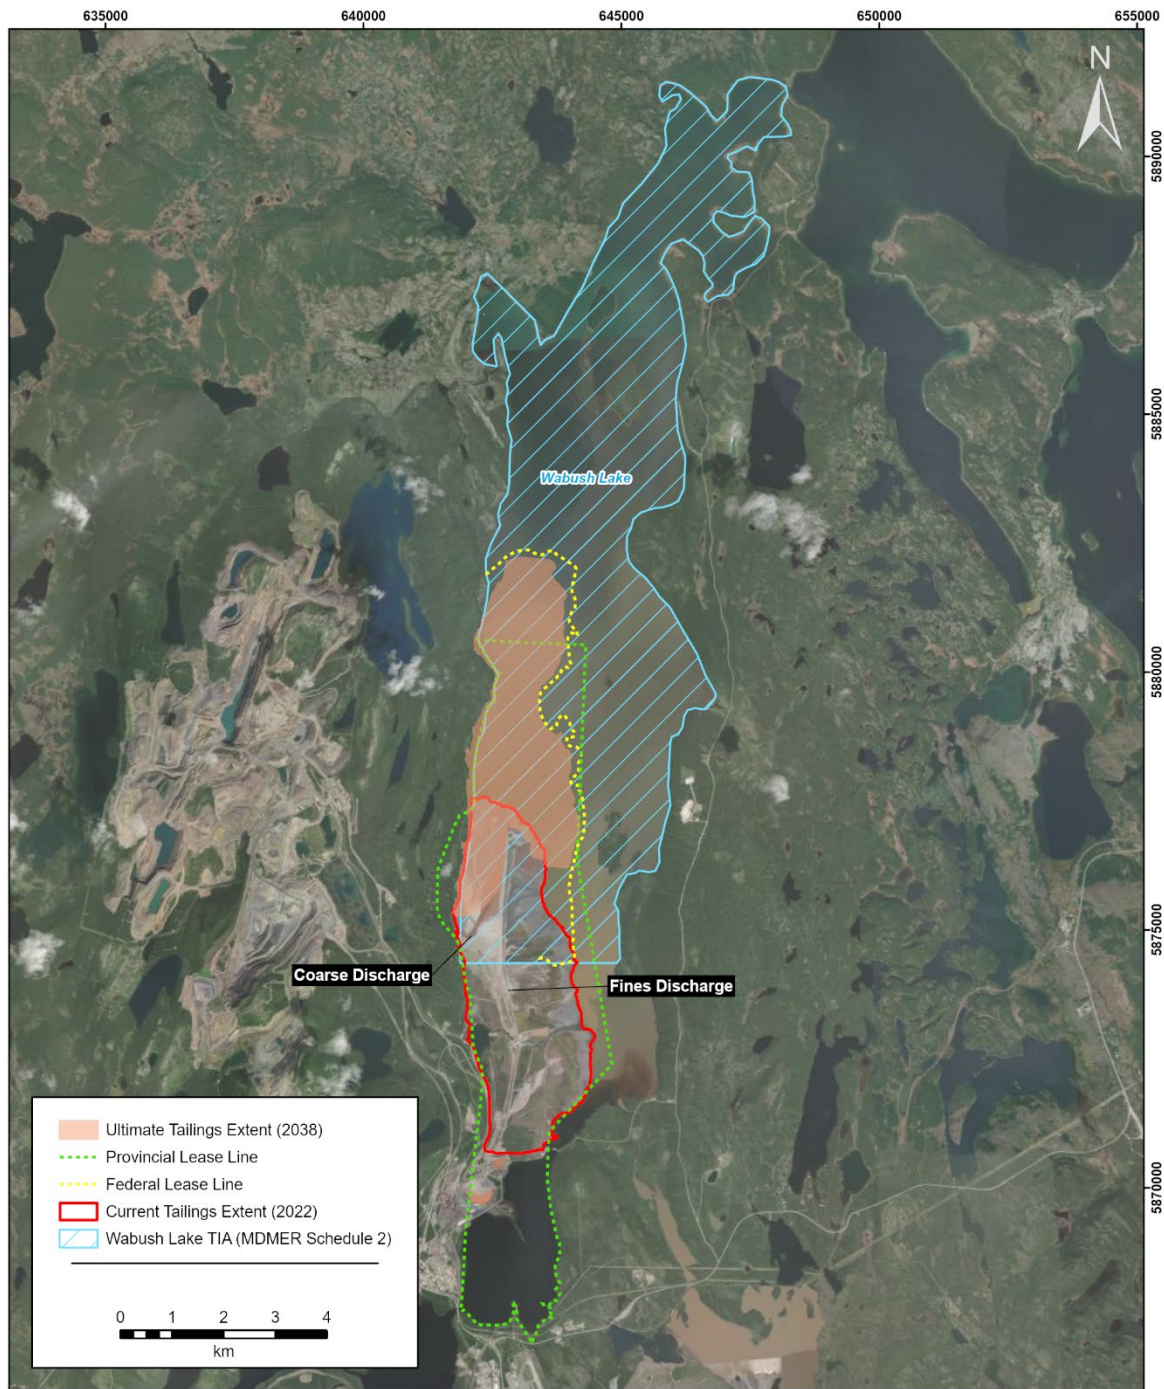 635000
640000
645000
650000
655000
N
5890000
5885000
Wabush Lake
5880000
5875000
Coarse Discharge
Fines Discharge
5870000
Ultimate Tailings Extent (2038)
Provincial Lease Line
Federal Lease Line
Current Tailings Extent (2022)
Wabush Lake TIA (MDMER Schedule 2)
0 1 2 3 4
km